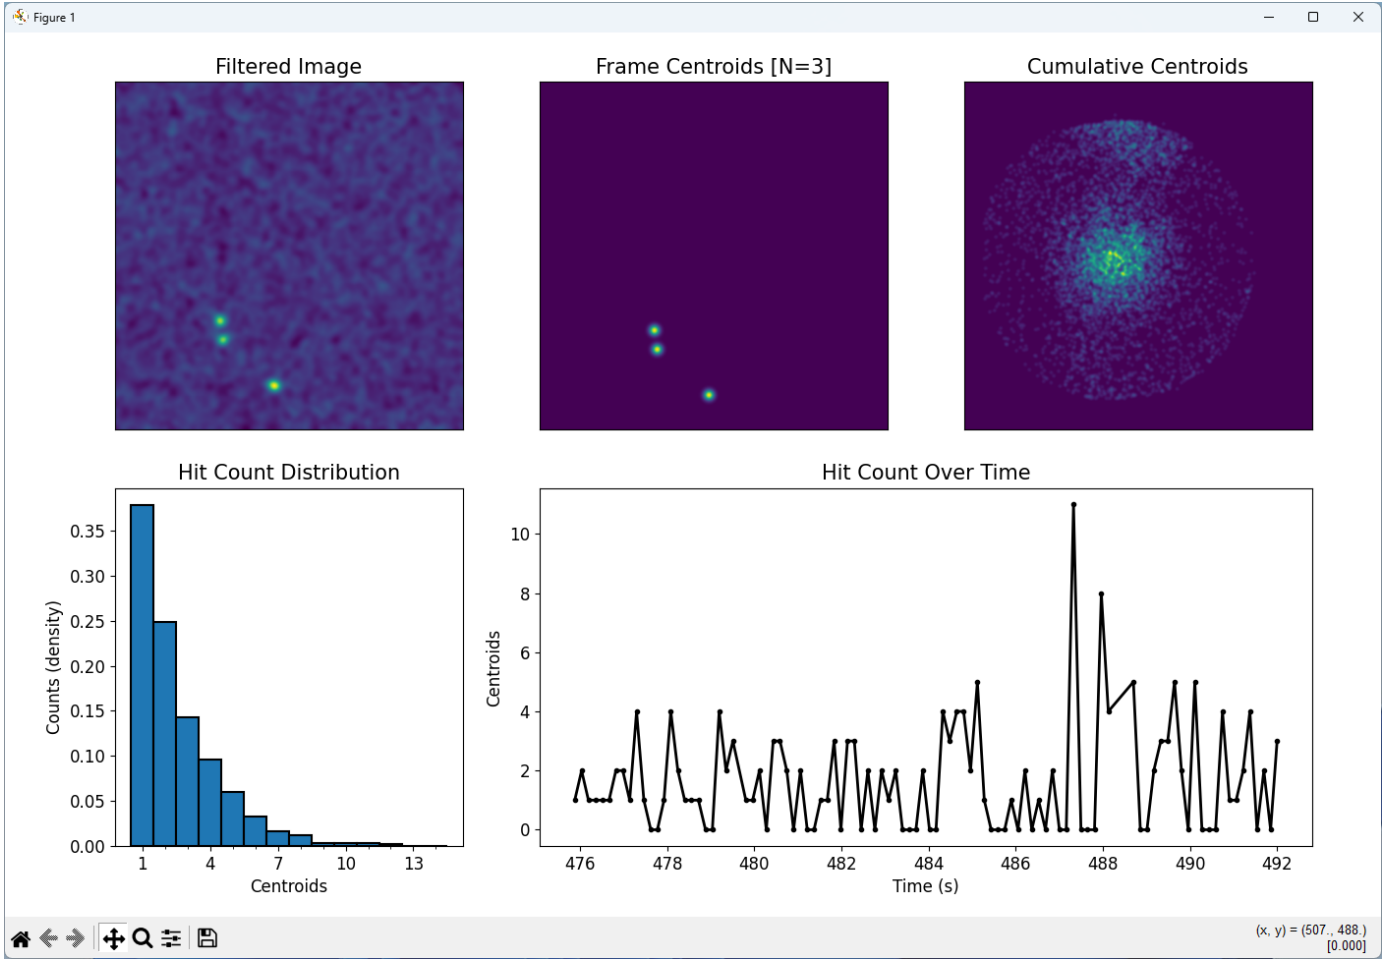 Figure 1
Filtered Image
Frame Centroids [N=3]
Cumulative Centroids
Hit Count Distribution
Counts (density)
0.35
0.30
0.25
0.20
0.15
0.10
0.05
0.00
1 4 7 10 13
Centroids
Hit Count Over Time
Centroids
10
8
6
4
2
0
476 478 480 482 484 486 488 490 492
Time (s)
(x, y) = (507., 488.)
[0.000]